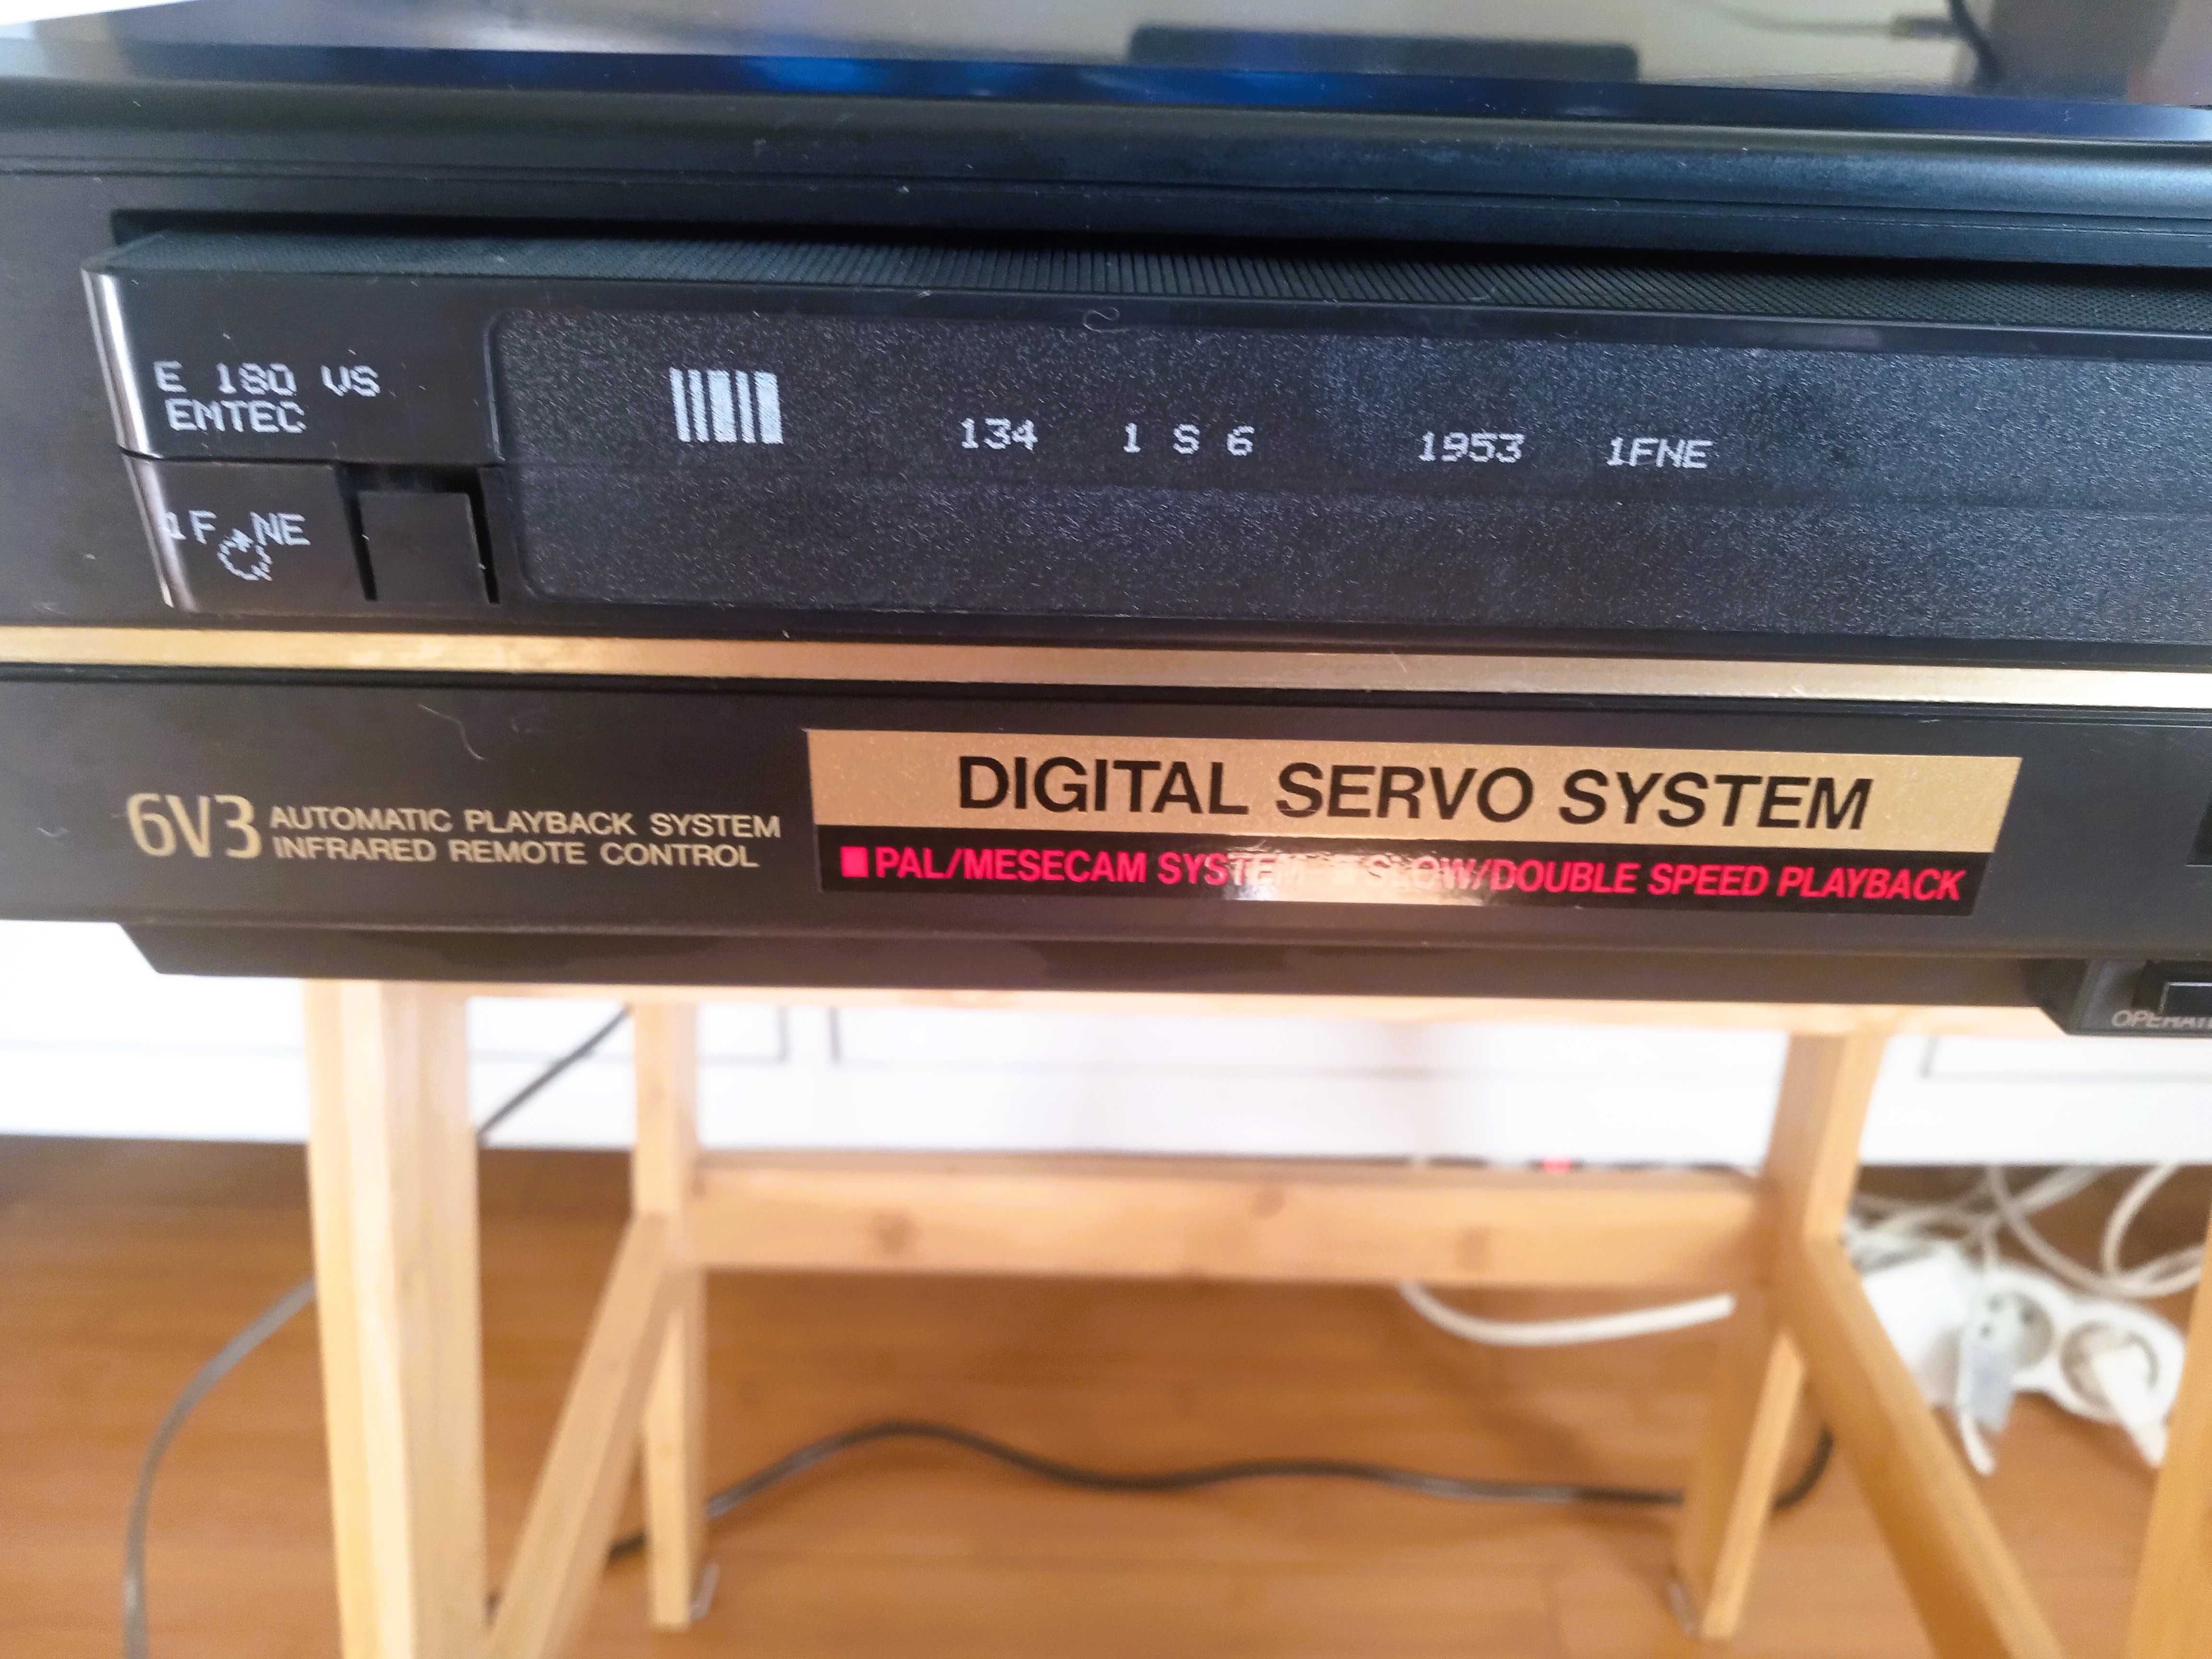 E 180 VS
EMTEC
134 1 S 6 1953 1FNE
1F NE
6V3 AUTOMATIC PLAYBACK SYSTEM
INFRARED REMOTE CONTROL
DIGITAL SERVO SYSTEM
PAL/MESECAM SYSTEM SLOW/DOUBLE SPEED PLAYBACK